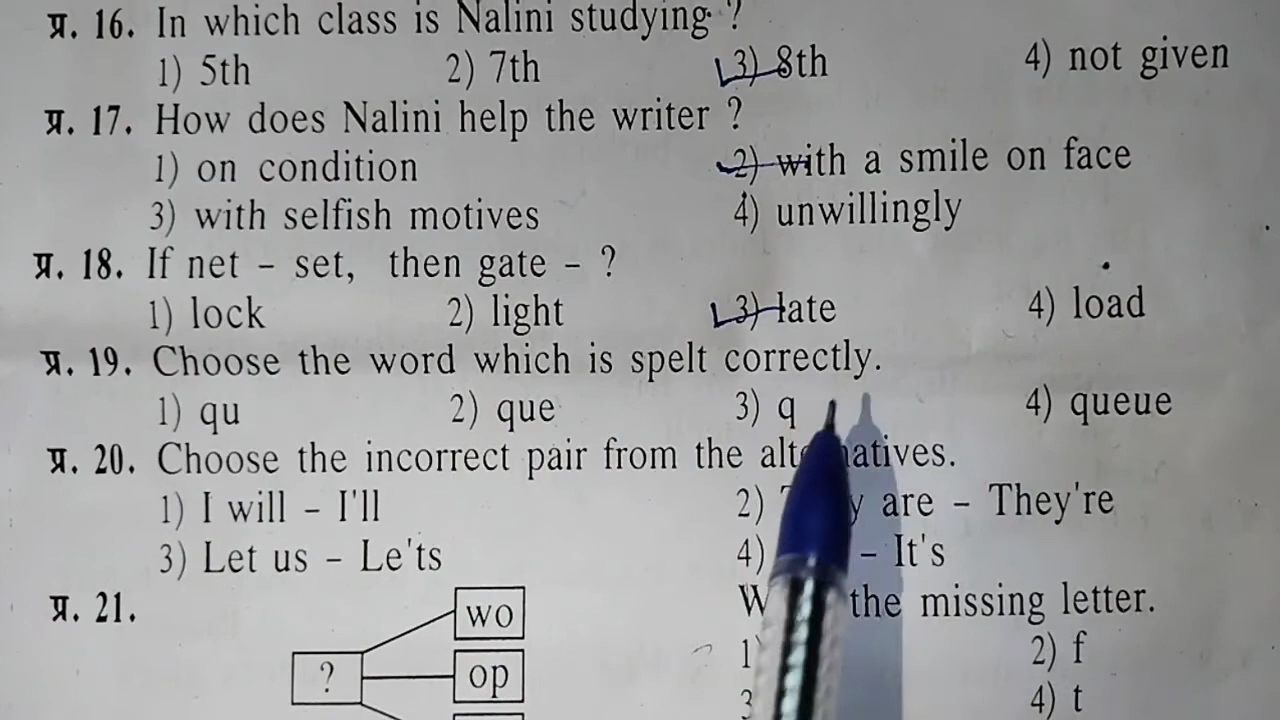 प्र. 16. In which class is Nalini studying ?
1) 5th 2) 7th 3) 8th 4) not given
प्र. 17. How does Nalini help the writer ?
1) on condition 2) with a smile on face
3) with selfish motives 4) unwillingly
प्र. 18. If net - set, then gate - ?
1) lock 2) light 3) late 4) load
प्र. 19. Choose the word which is spelt correctly.
1) qu 2) que 3) q 4) queue
प्र. 20. Choose the incorrect pair from the
1) I will - I'll 2) are - They're
3) Let us - Le'ts 4) - It's
प्र. 21. the missing letter.
wo
? op
1) 2) f
3 4) t